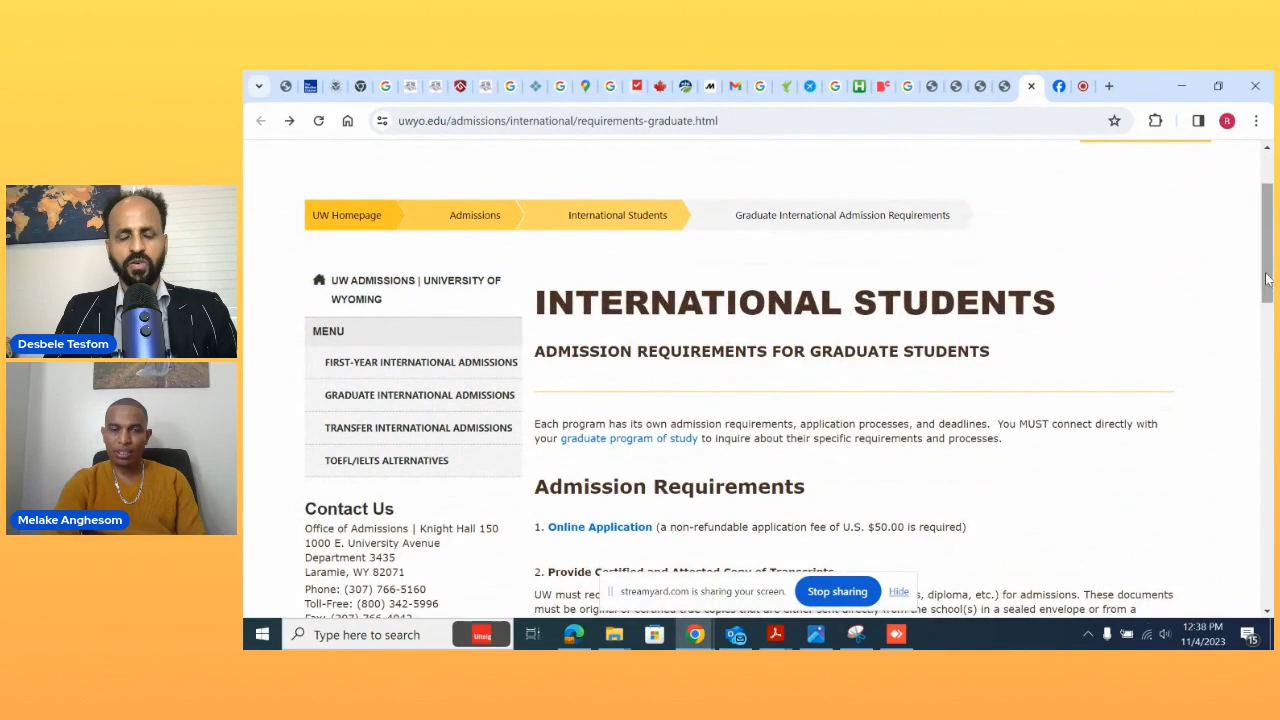 uwyo.edu/admissions/international/requirements-graduate.html
R
UW Homepage
Admissions
International Students
Graduate International Admission Requirements
UW ADMISSIONS | UNIVERSITY OF
WYOMING
MENU
FIRST-YEAR INTERNATIONAL ADMISSIONS
GRADUATE INTERNATIONAL ADMISSIONS
TRANSFER INTERNATIONAL ADMISSIONS
TOEFL/IELTS ALTERNATIVES
Contact Us
Office of Admissions | Knight Hall 150
1000 E. University Avenue
Department 3435
Laramie, WY 82071
Phone: (307) 766-5160
Toll-Free: (800) 342-5996
INTERNATIONAL STUDENTS
ADMISSION REQUIREMENTS FOR GRADUATE STUDENTS
Each program has its own admission requirements, application processes, and deadlines. You MUST connect directly with
your graduate program of study to inquire about their specific requirements and processes.
Admission Requirements
1. Online Application (a non-refundable application fee of U.S. $50.00 is required)
2. Provide Certified and Attested Copy of Transcripts
UW must rec
s, diploma, etc.) for admissions. These documents
must be original or certified true copies that are either sent directly from the school(s) in a sealed envelope or from a
streamyard.com is sharing your screen.
Stop sharing
Hide
Desbele Tesfom
Melake Anghesom
Type here to search
12:38 PM
11/4/2023
15